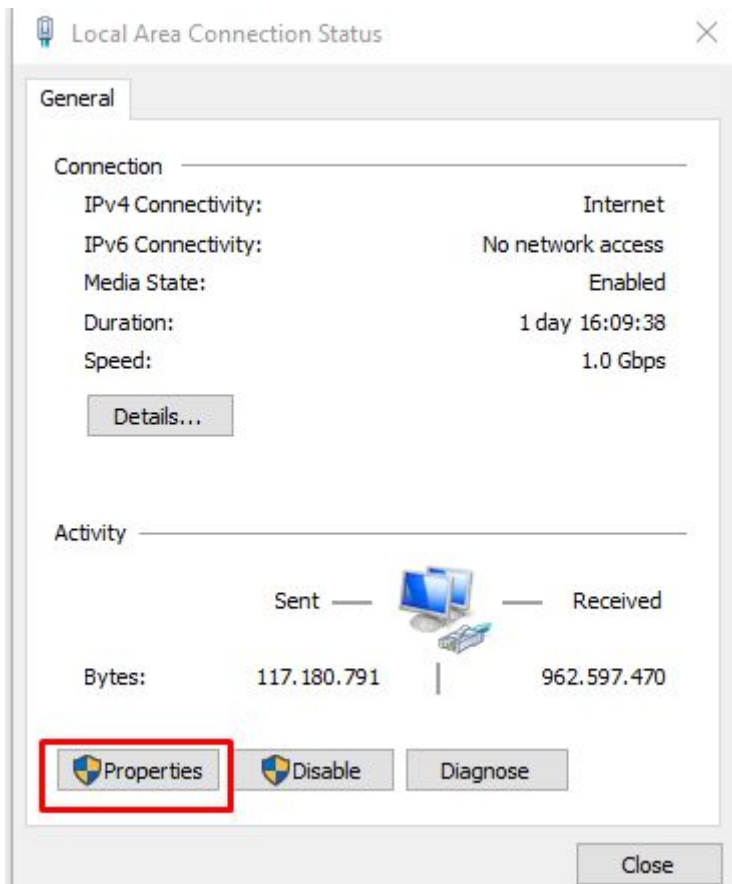 Local Area Connection Status
General
Connection
IPv4 Connectivity: Internet
IPv6 Connectivity: No network access
Media State: Enabled
Duration: 1 day 16:09:38
Speed: 1.0 Gbps
Details...
Activity
Sent Received
Bytes: 117.180.791 962.597.470
Properties Disable Diagnose
Close